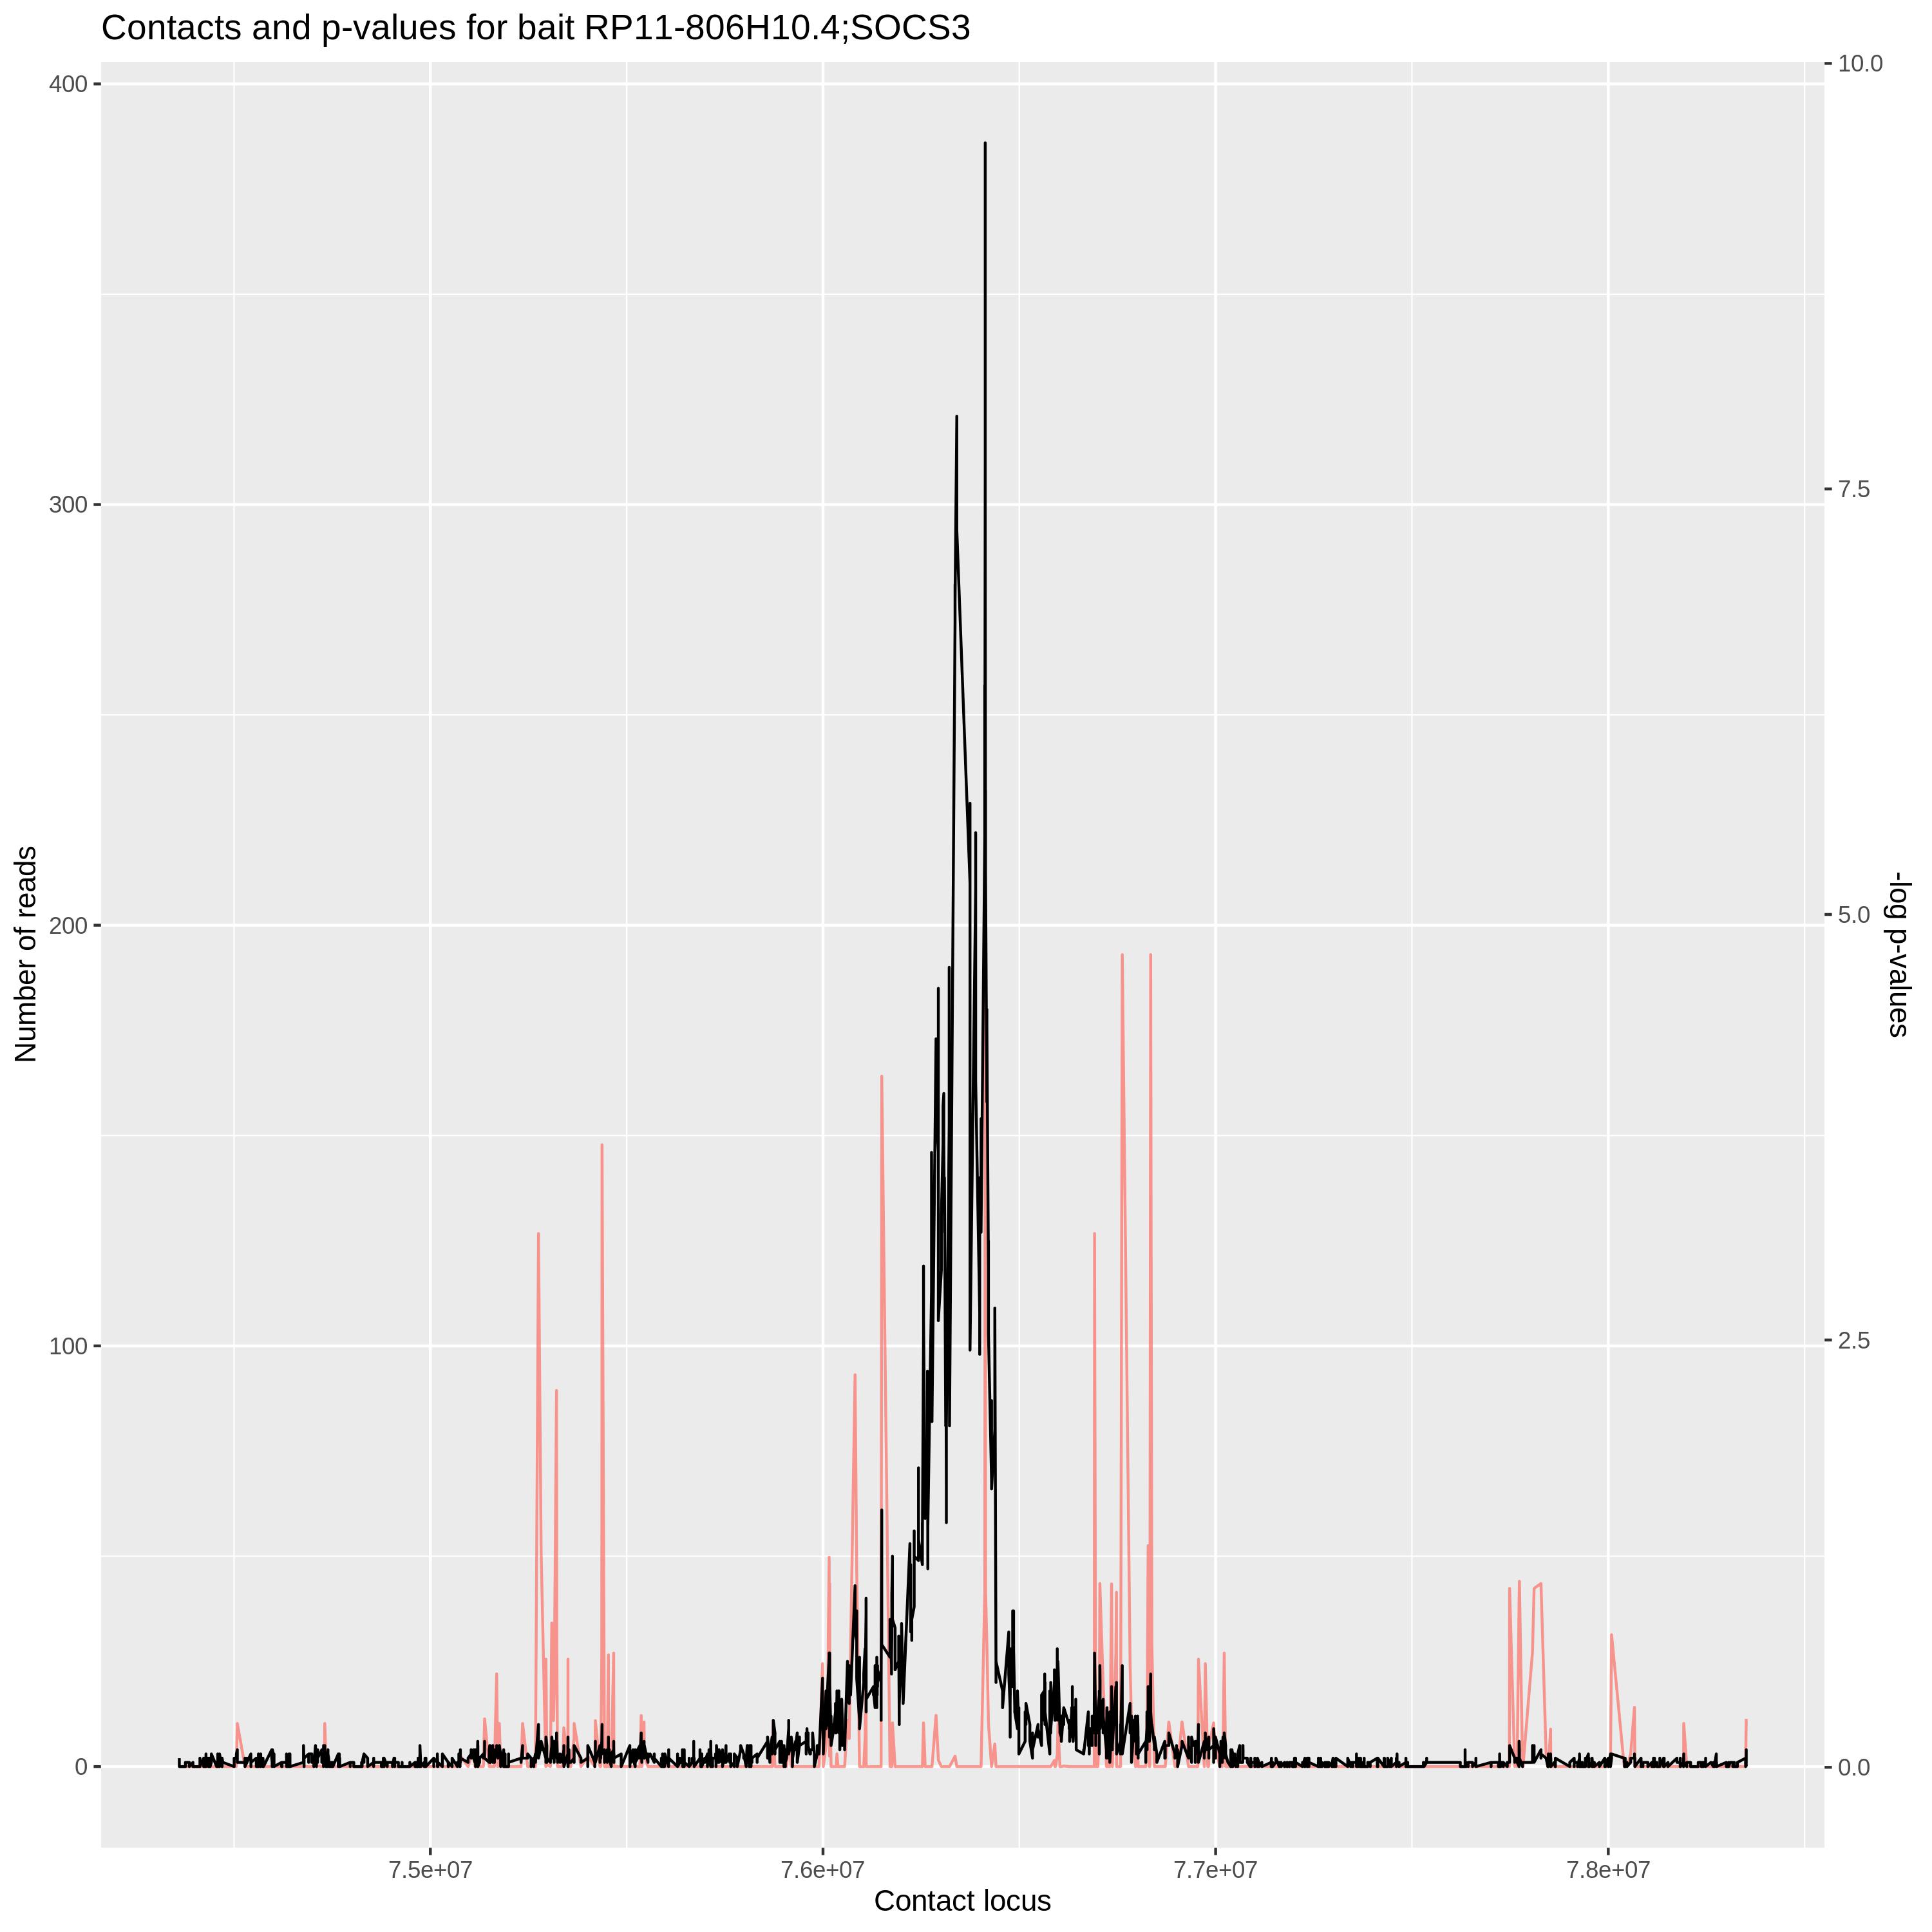 Contacts and p-values for bait RP11-806H10.4;SOCS3
400
300
200
100
0
Number of reads
10.0
7.5
5.0
2.5
0.0
-log p-values
7.5e+07
7.6e+07
7.7e+07
7.8e+07
Contact locus